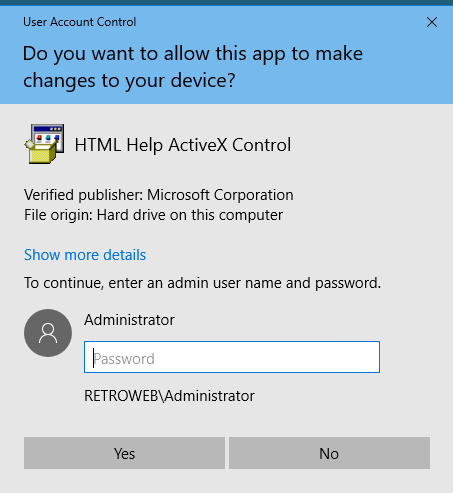 User Account Control
Do you want to allow this app to make
changes to your device?
HTML Help ActiveX Control
Verified publisher: Microsoft Corporation
File origin: Hard drive on this computer
Show more details
To continue, enter an admin user name and password.
Administrator
Password
RETROWEB\Administrator
Yes
No